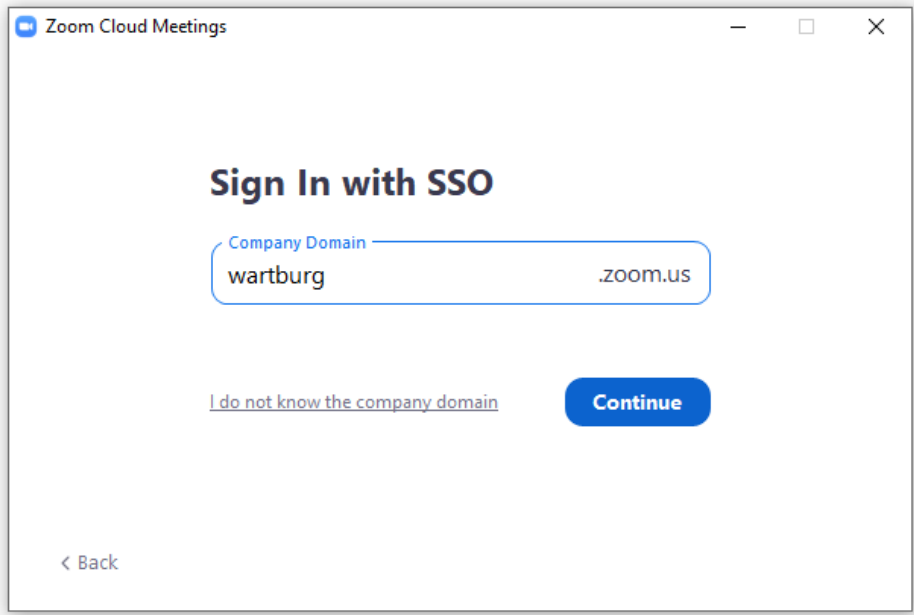 Zoom Cloud Meetings
Sign In with SSO
Company Domain
wartburg .zoom.us
I do not know the company domain Continue
< Back